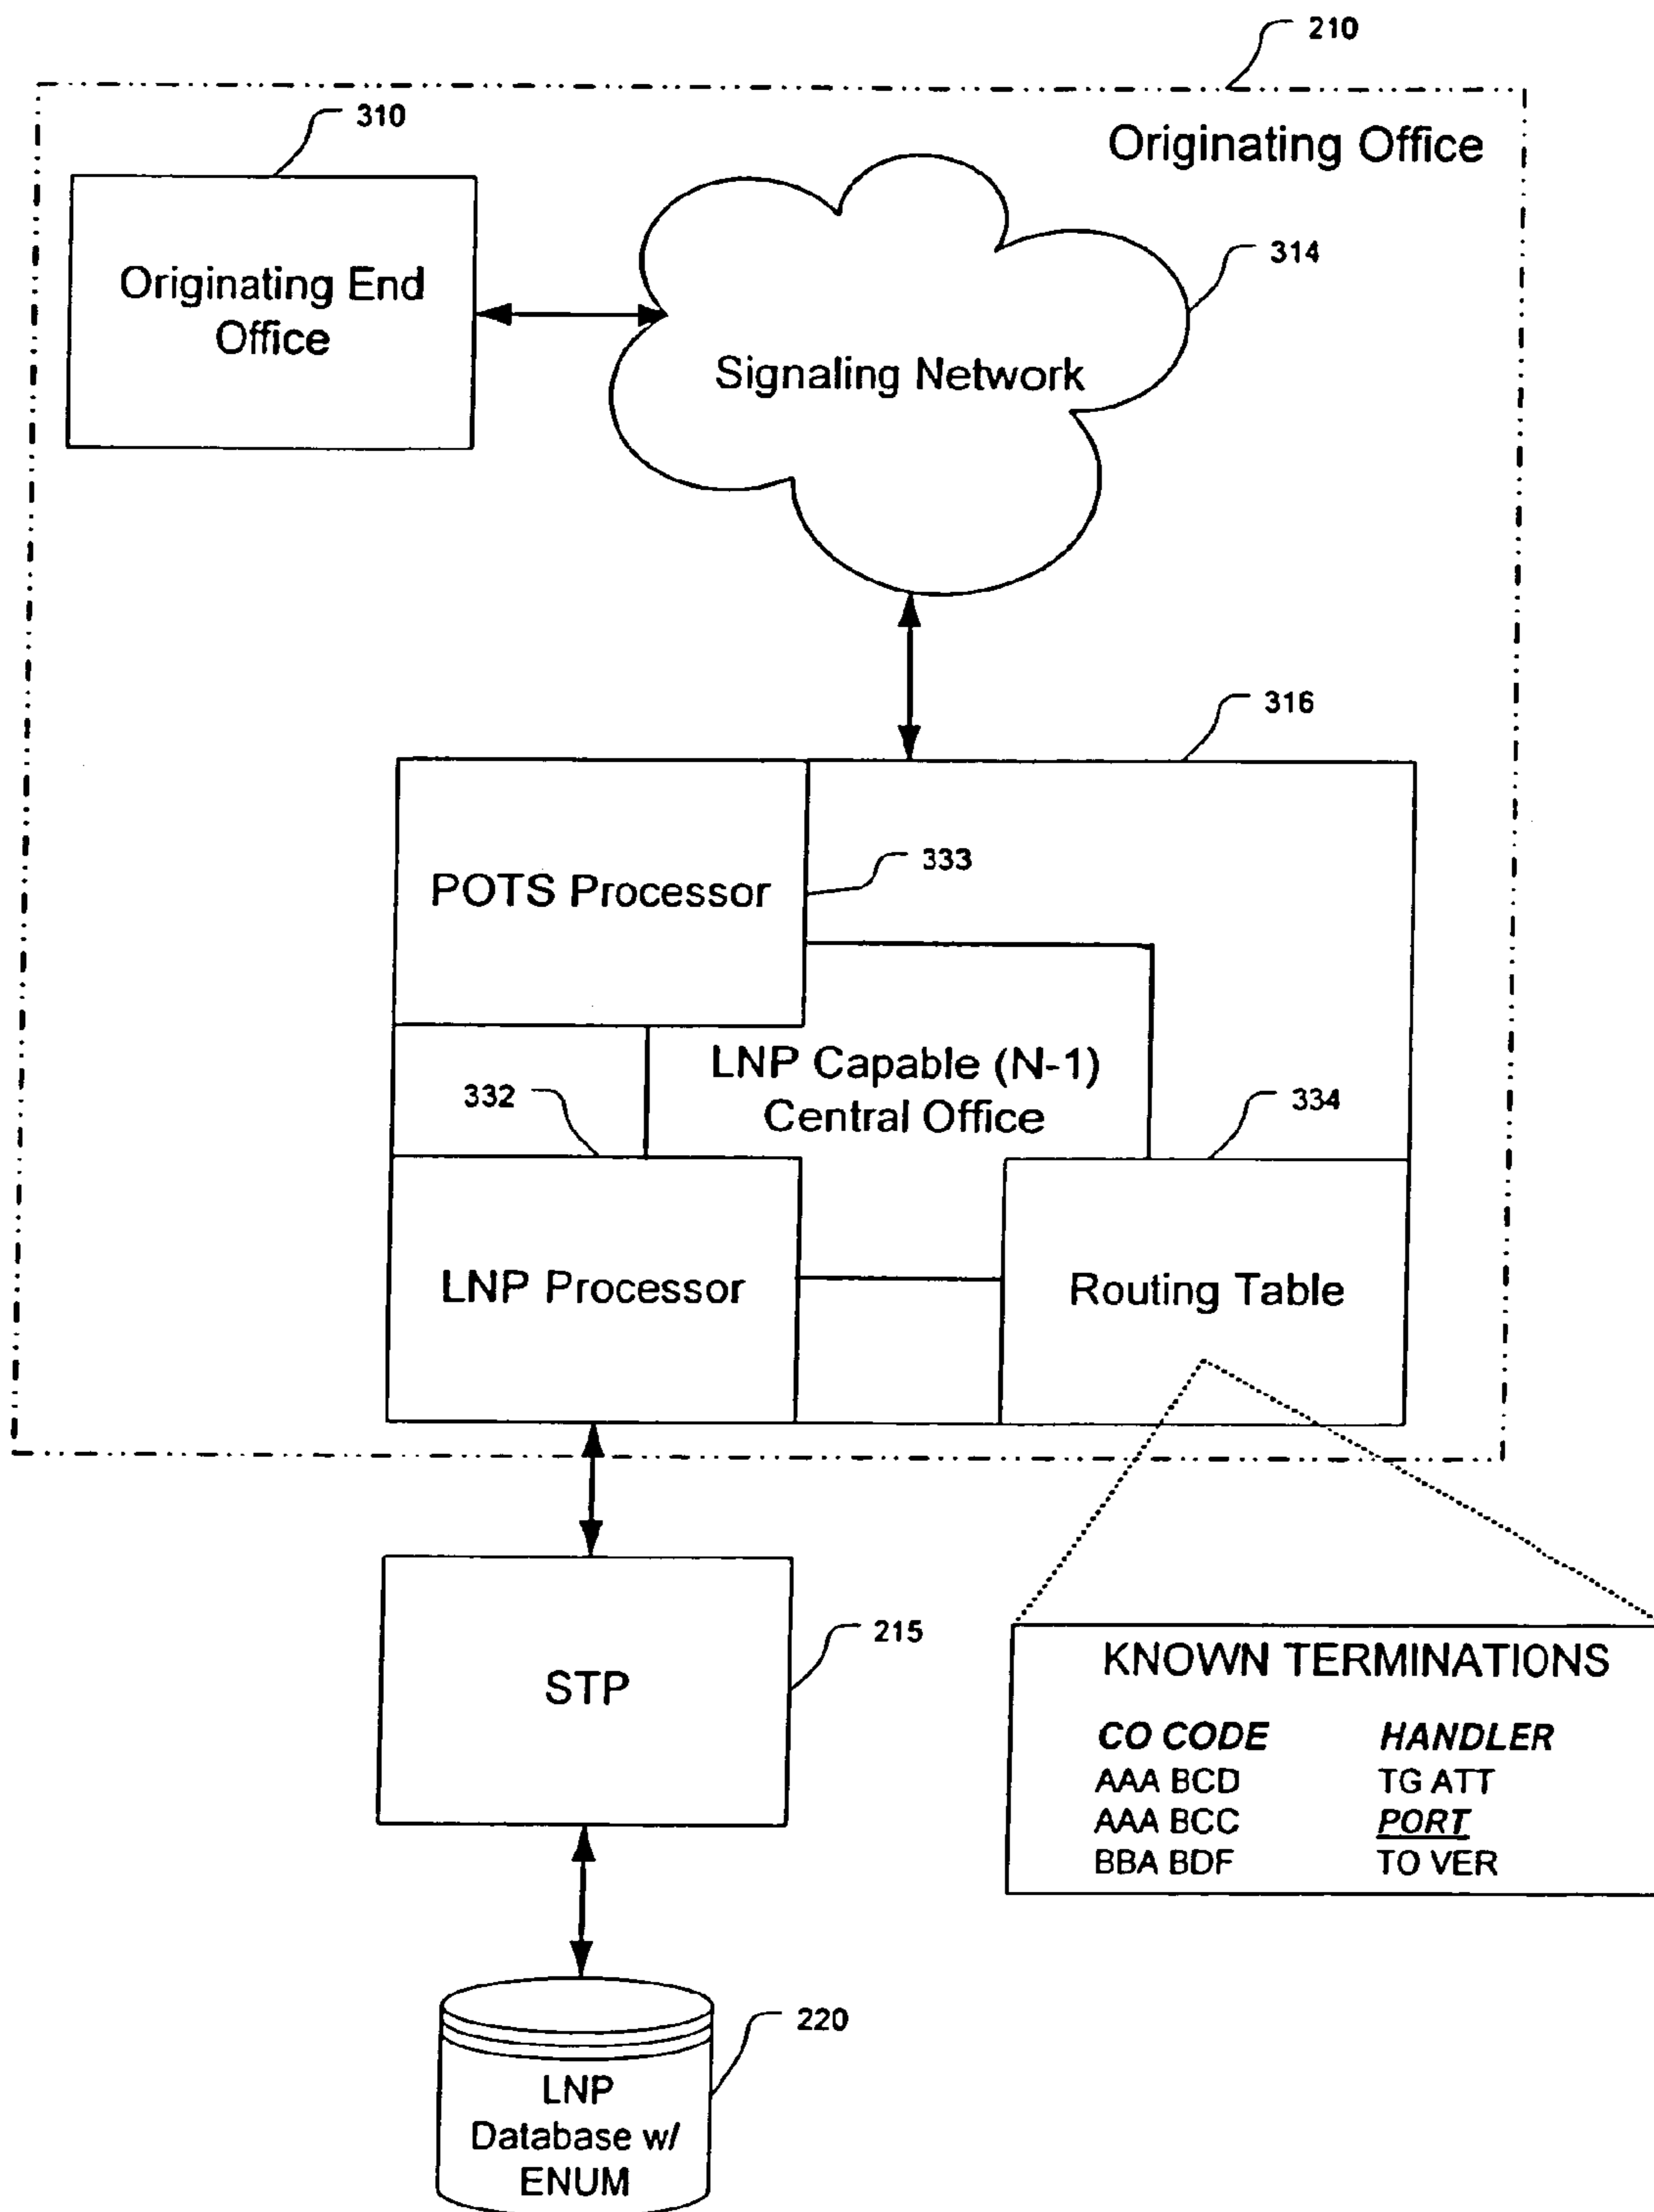 210
Originating Office
310
Originating End
Office
314
Signaling Network
316
POTS Processor
333
LNP Capable (N-1)
Central Office
332
334
LNP Processor
Routing Table
STP
215
KNOWN TERMINATIONS
CO CODE HANDLER
AAA BCD TG ATT
AAA BCC PORT
BBA BDF TO VER
220
LNP
Database w/
ENUM